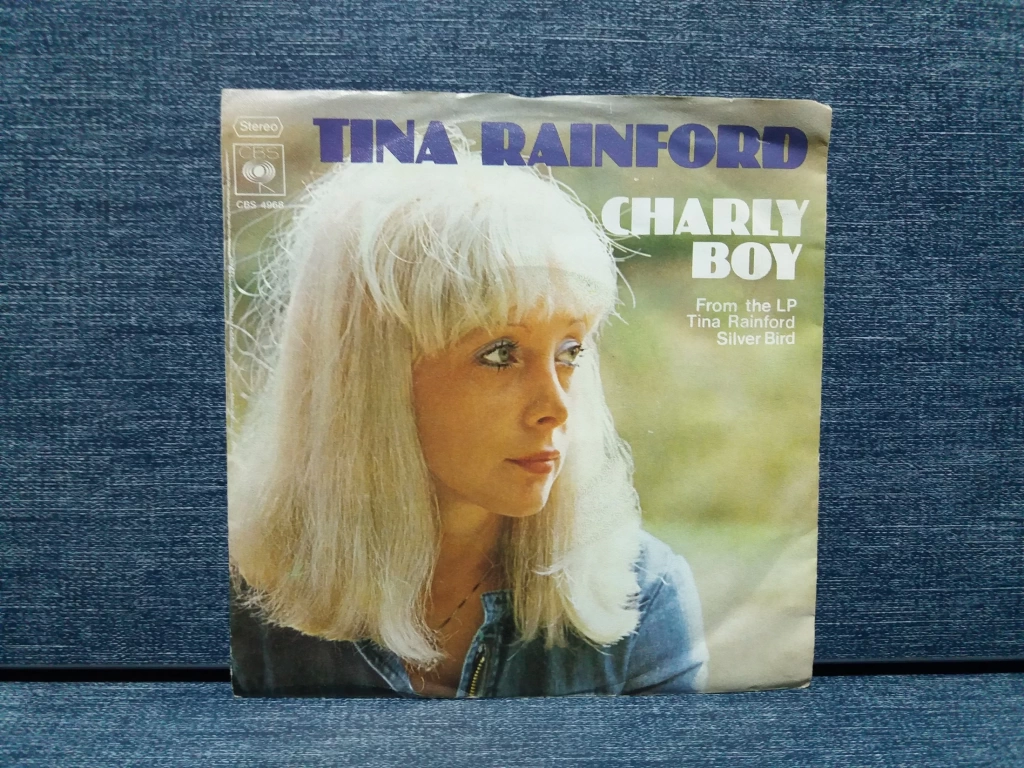 Stereo
CBS
CBS 4968
TINA RAINFORD
CHARLY
BOY
From the LP
Tina Rainford
Silver Bird